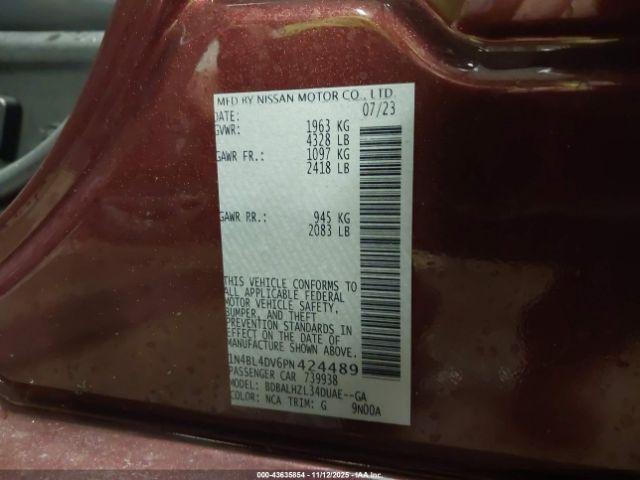 MFD BY NISSAN MOTOR CO., LTD.
DATE: 07/23
GVWR: 1963 KG
4328 LB
GAWR FR.: 1097 KG
2418 LB
GAWR RR.: 945 KG
2083 LB
THIS VEHICLE CONFORMS TO
ALL APPLICABLE FEDERAL
MOTOR VEHICLE SAFETY,
BUMPER, AND THEFT
PREVENTION STANDARDS IN
EFFECT ON THE DATE OF
MANUFACTURE SHOWN ABOVE.
1N4BL4DV6PN424489
PASSENGER CAR 739938
MODEL: BDBALHZL34DUAE--GA
COLOR: NCA TRIM: G 9N00A
000-43635854 - 11/12/2025 - IAA